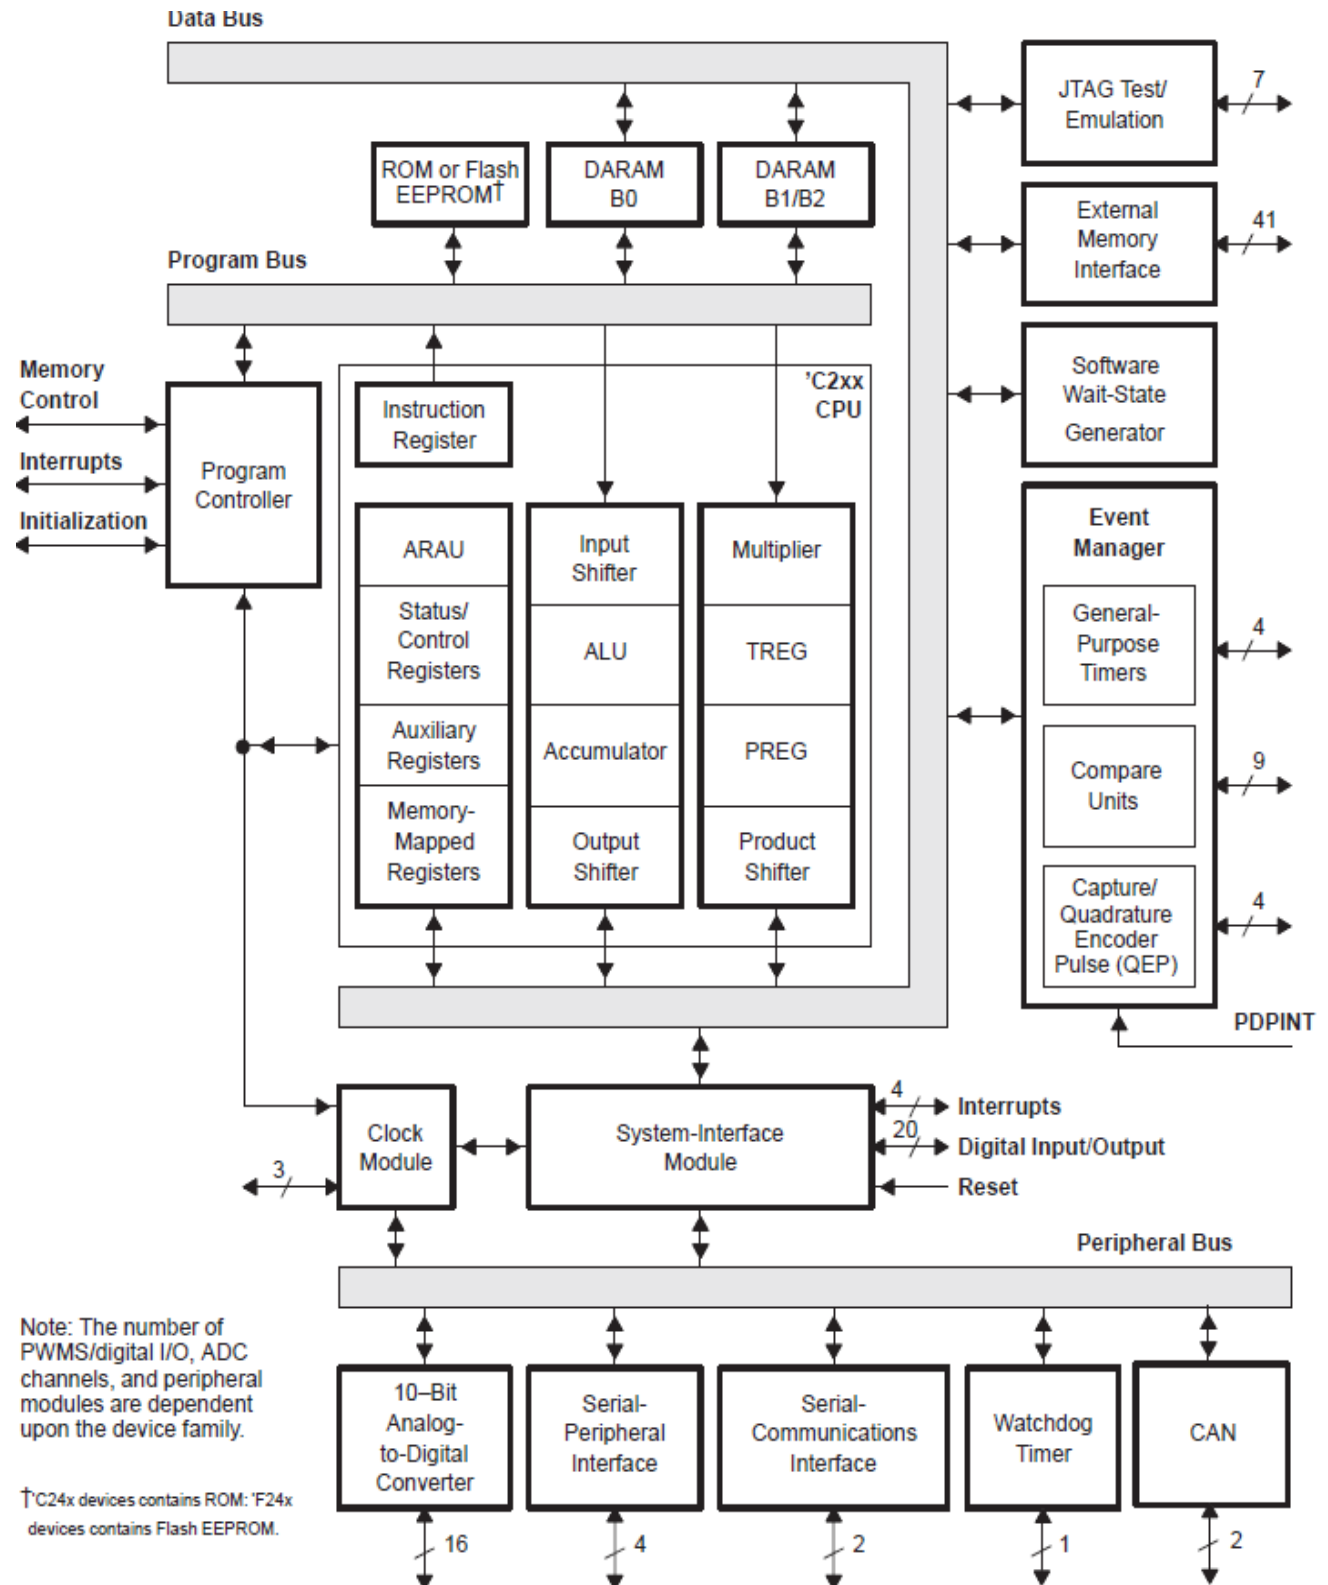 Data Bus
JTAG Test/
Emulation
7
ROM or Flash
EEPROM†
DARAM
B0
DARAM
B1/B2
External
Memory
Interface
41
Program Bus
Software
Wait-State
Generator
Memory
Control
Interrupts
Initialization
Program
Controller
'C2xx
CPU
Instruction
Register
ARAU
Status/
Control
Registers
Auxiliary
Registers
Memory-
Mapped
Registers
Input
Shifter
ALU
Accumulator
Output
Shifter
Multiplier
TREG
PREG
Product
Shifter
Event
Manager
General-
Purpose
Timers
4
Compare
Units
9
Capture/
Quadrature
Encoder
Pulse (QEP)
4
PDPINT
Clock
Module
3
System-Interface
Module
4
Interrupts
20
Digital Input/Output
Reset
Peripheral Bus
Note: The number of
PWMS/digital I/O, ADC
channels, and peripheral
modules are dependent
upon the device family.
†'C24x devices contains ROM: 'F24x
devices contains Flash EEPROM.
10–Bit
Analog-
to-Digital
Converter
16
Serial-
Peripheral
Interface
4
Serial-
Communications
Interface
2
Watchdog
Timer
1
CAN
2